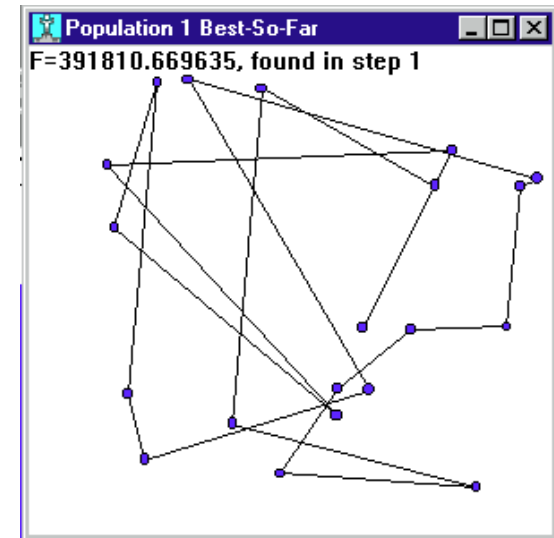 Population 1 Best-So-Far
F=391810.669635, found in step 1